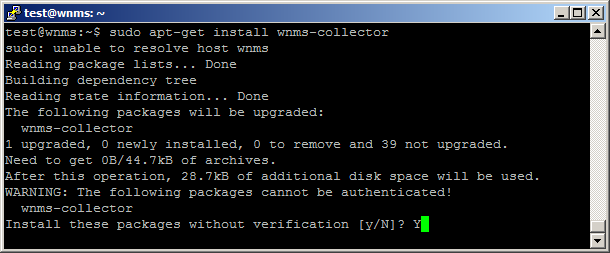 test@wnms: ~
test@wnms:~$ sudo apt-get install wnms-collector
sudo: unable to resolve host wnms
Reading package lists... Done
Building dependency tree
Reading state information... Done
The following packages will be upgraded:
  wnms-collector
1 upgraded, 0 newly installed, 0 to remove and 39 not upgraded.
Need to get 0B/44.7kB of archives.
After this operation, 28.7kB of additional disk space will be used.
WARNING: The following packages cannot be authenticated!
  wnms-collector
Install these packages without verification [y/N]? Y